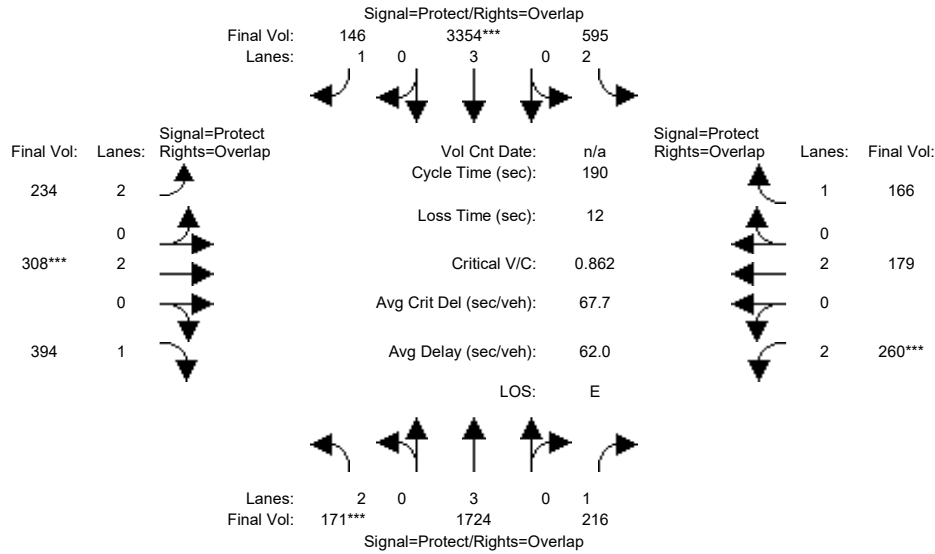 Signal=Protect/Rights=Overlap
Final Vol: 146 3354*** 595
Lanes: 1 0 3 0 2
Signal=Protect Signal=Protect
Final Vol: Lanes: Rights=Overlap Vol Cnt Date: n/a Rights=Overlap Lanes: Final Vol:
Cycle Time (sec): 190
234 2 1 166
Loss Time (sec): 12
0 0
308*** 2 Critical V/C: 0.862 2 179
0 Avg Crit Del (sec/veh): 67.7 0
394 1 Avg Delay (sec/veh): 62.0 2 260***
LOS: E
Lanes: 2 0 3 0 1
Final Vol: 171*** 1724 216
Signal=Protect/Rights=Overlap